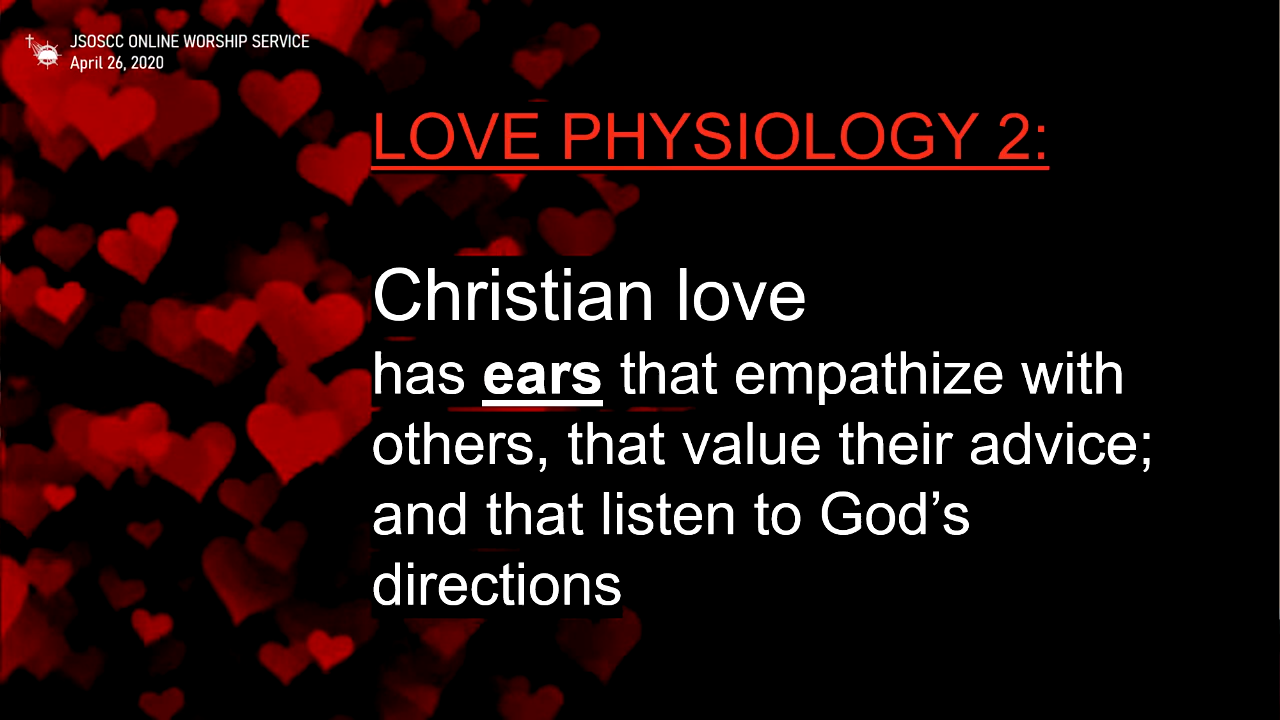 JSOSCC ONLINE WORSHIP SERVICE
April 26, 2020
LOVE PHYSIOLOGY 2:
Christian love
has ears that empathize with
others, that value their advice;
and that listen to God’s
directions